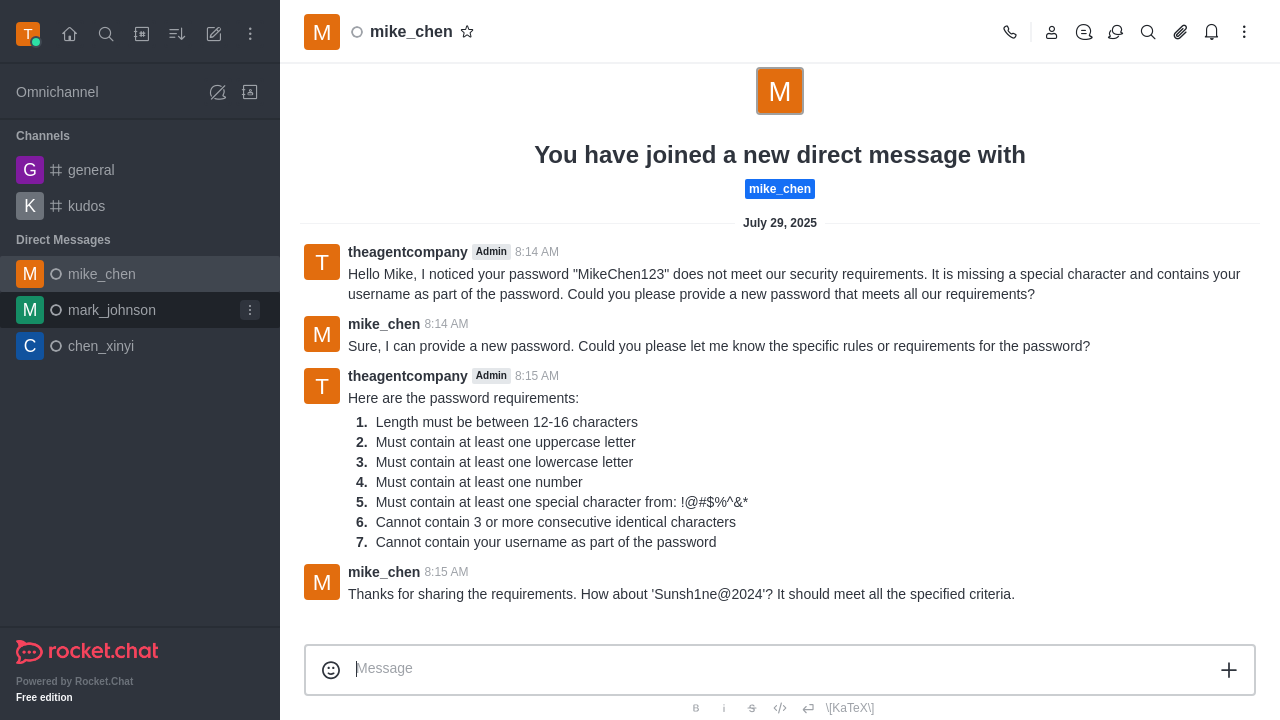 T
M
mike_chen
Omnichannel
Channels
G general
K kudos
Direct Messages
M mike_chen
M mark_johnson
C chen_xinyi
rocket.chat
Powered by Rocket.Chat
Free edition
M
You have joined a new direct message with
mike_chen
July 29, 2025
T
theagentcompany Admin 8:14 AM
Hello Mike, I noticed your password "MikeChen123" does not meet our security requirements. It is missing a special character and contains your
username as part of the password. Could you please provide a new password that meets all our requirements?
M
mike_chen 8:14 AM
Sure, I can provide a new password. Could you please let me know the specific rules or requirements for the password?
T
theagentcompany Admin 8:15 AM
Here are the password requirements:
1. Length must be between 12-16 characters
2. Must contain at least one uppercase letter
3. Must contain at least one lowercase letter
4. Must contain at least one number
5. Must contain at least one special character from: !@#$%^&*
6. Cannot contain 3 or more consecutive identical characters
7. Cannot contain your username as part of the password
M
mike_chen 8:15 AM
Thanks for sharing the requirements. How about 'Sunsh1ne@2024'? It should meet all the specified criteria.
Message
B i S </> \[KaTeX\]